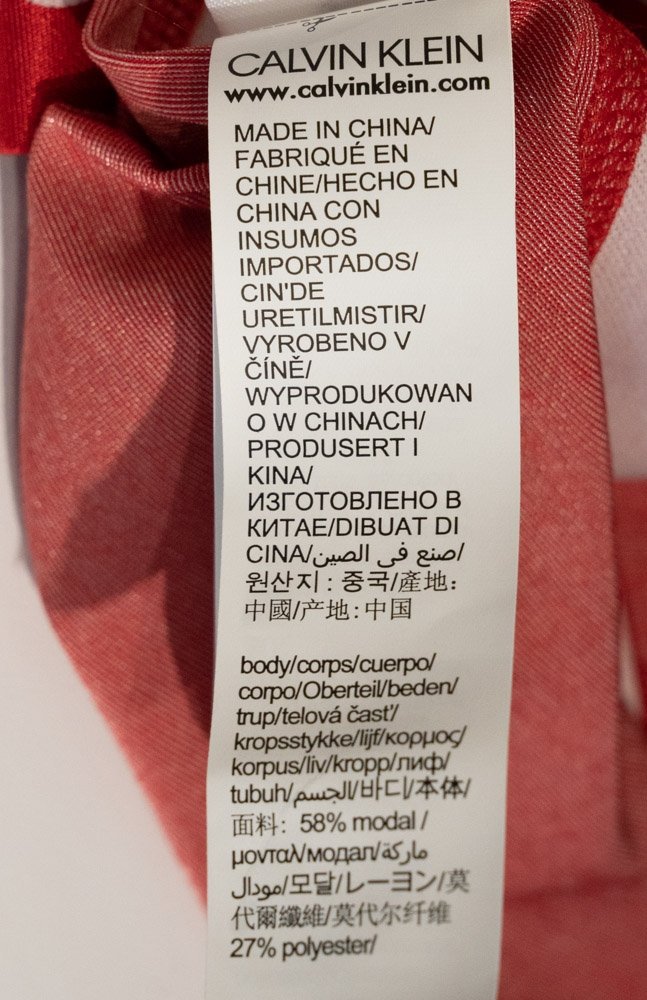 CALVIN KLEIN
www.calvinklein.com
MADE IN CHINA/
FABRIQUÉ EN
CHINE/HECHO EN
CHINA CON
INSUMOS
IMPORTADOS/
CIN'DE
URETILMISTIR/
VYROBENO V
ČÍNĚ/
WYPRODUKOWAN
O W CHINACH/
PRODUSERT I
KINA/
ИЗГОТОВЛЕНО В
КИТАЕ/DIBUAT DI
CINA/صنع في الصين/
원산지 : 중국/產地:
中國/产地:中国
body/corps/cuerpo/
corpo/Oberteil/beden/
trup/telová čast'/
kropsstykke/lijf/κορμος/
korpus/liv/kropp/лиф/
tubuh/الجسم/바디/本体/
面料: 58% modal /
μονταλ/модал/ماركة
مودال/모달/レーヨン/莫
代爾纖維/莫代尔纤维
27% polyester/